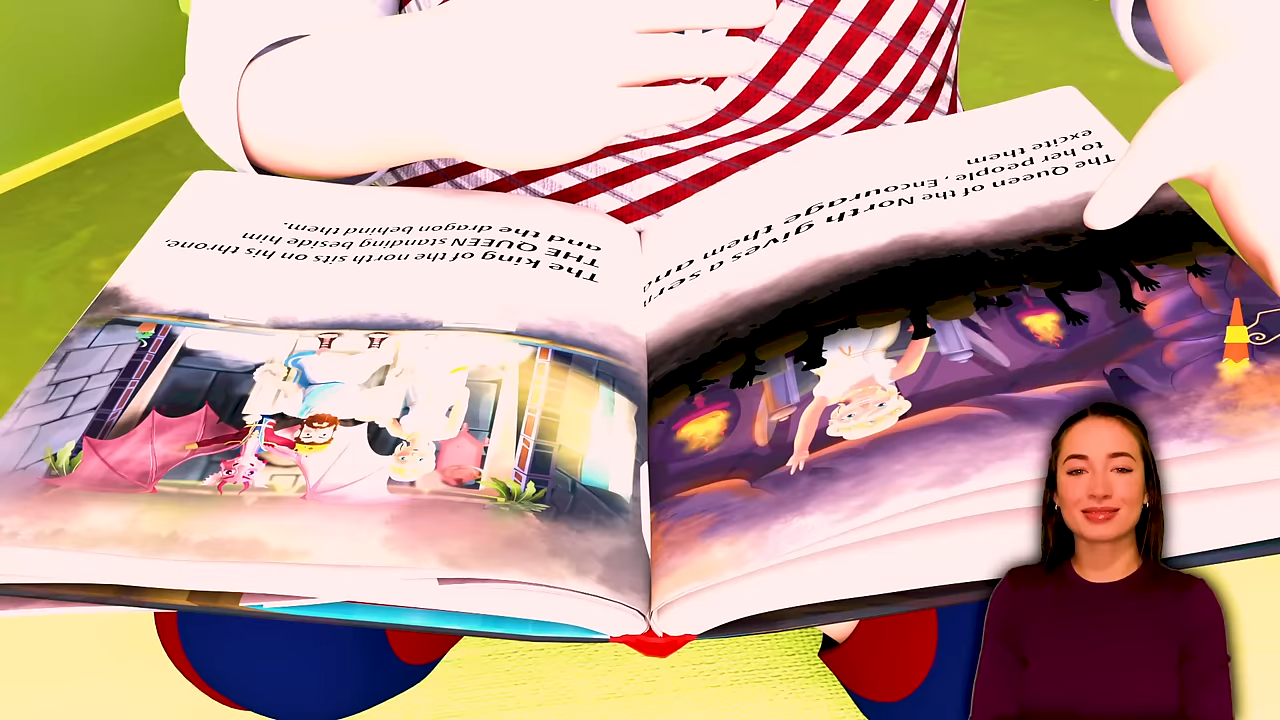 The king of the north sits on his throne,
THE QUEEN standing beside him
and the dragon behind them.
The Queen of the North gives a
to her people , Encourage them and
excite them